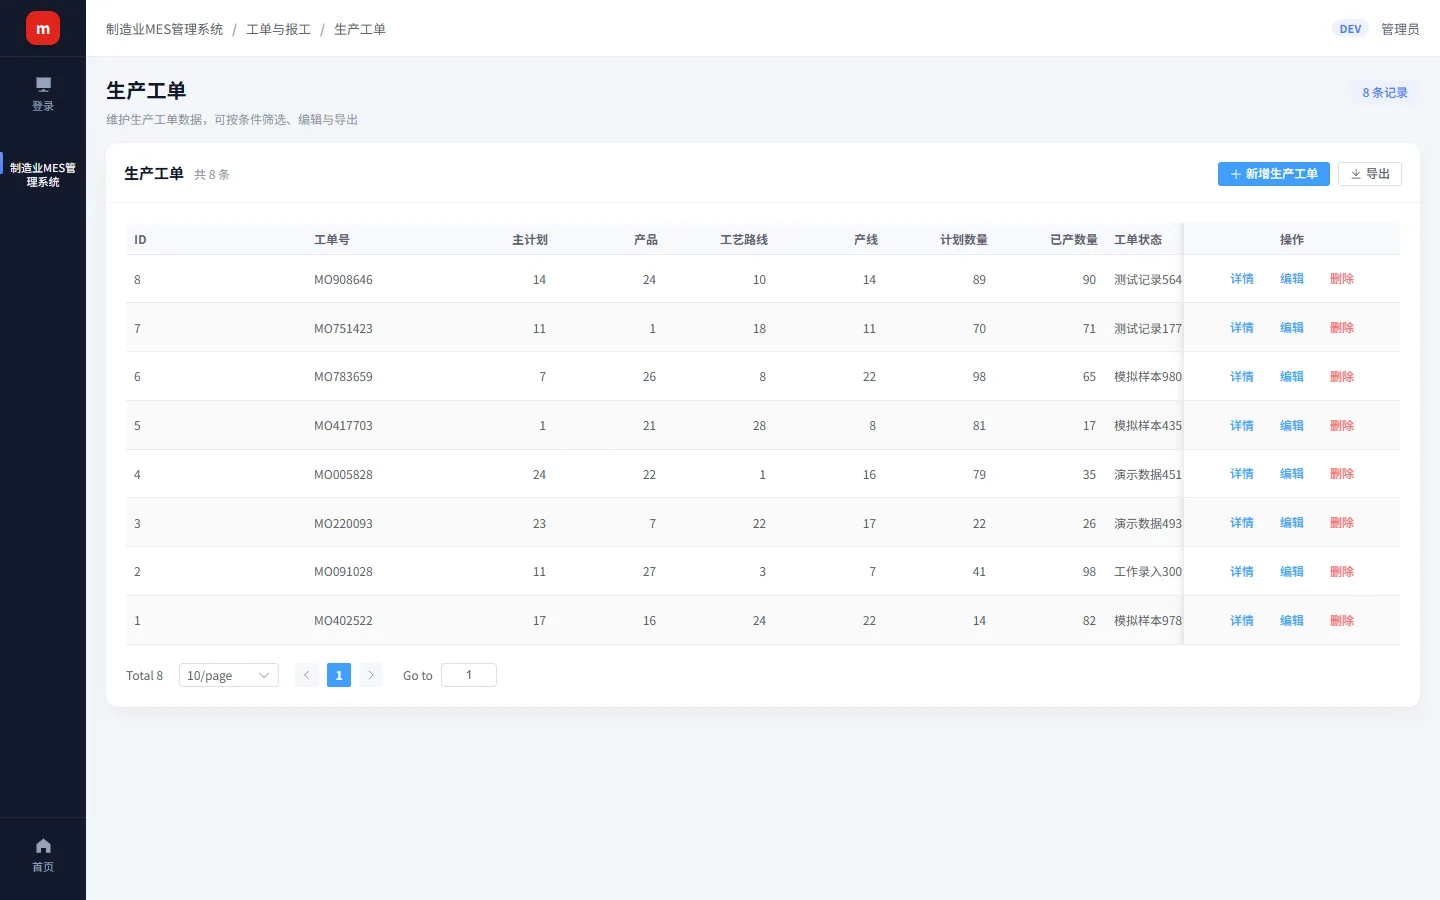 m
制造业MES管理系统 / 工单与报工 / 生产工单
DEV 管理员
登录
制造业MES管
理系统
首页
生产工单
8 条记录
维护生产工单数据，可按条件筛选、编辑与导出
生产工单 共 8 条
新增生产工单 导出
ID 工单号 主计划 产品 工艺路线 产线 计划数量 已产数量 工单状态 操作
8 MO908646 14 24 10 14 89 90 测试记录564 详情 编辑 删除
7 MO751423 11 1 18 11 70 71 测试记录177 详情 编辑 删除
6 MO783659 7 26 8 22 98 65 模拟样本980 详情 编辑 删除
5 MO417703 1 21 28 8 81 17 模拟样本435 详情 编辑 删除
4 MO005828 24 22 1 16 79 35 演示数据451 详情 编辑 删除
3 MO220093 23 7 22 17 22 26 演示数据493 详情 编辑 删除
2 MO091028 11 27 3 7 41 98 工作录入300 详情 编辑 删除
1 MO402522 17 16 24 22 14 82 模拟样本978 详情 编辑 删除
Total 8 10/page 1 Go to 1